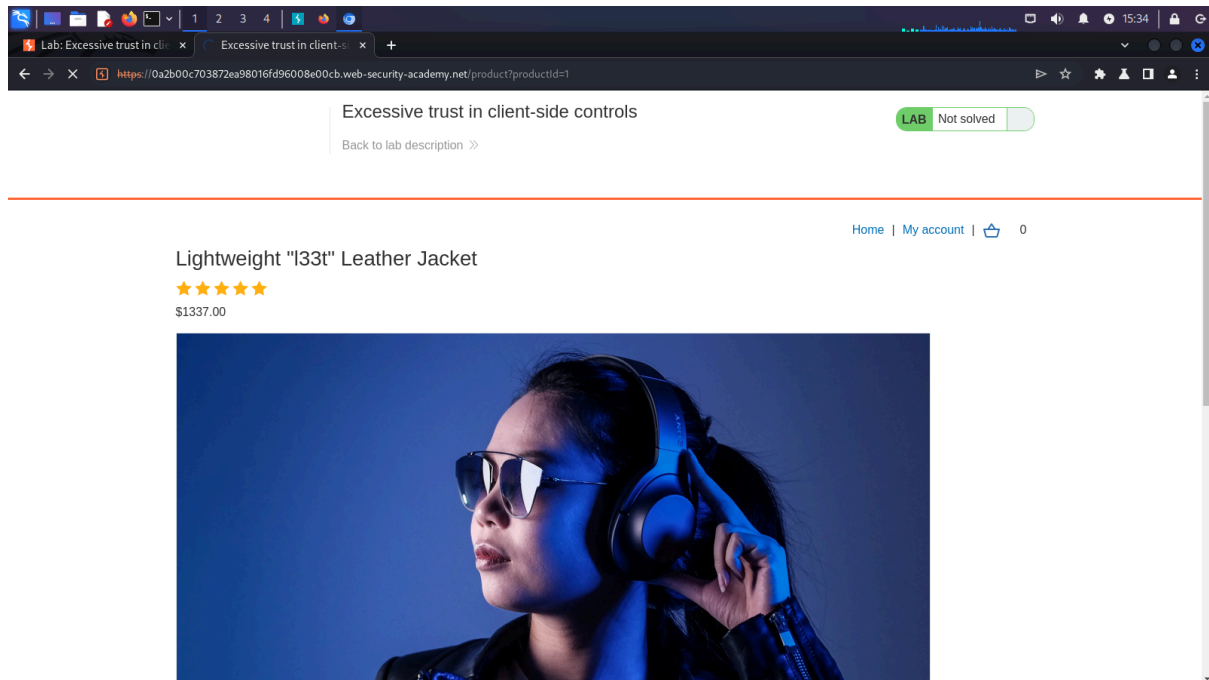 1 2 3 4
15:34
Lab: Excessive trust in clie
Excessive trust in client-s
https://0a2b00c703872ea98016fd96008e00cb.web-security-academy.net/product?productId=1
Excessive trust in client-side controls
LAB Not solved
Back to lab description
Home | My account | 0
Lightweight "l33t" Leather Jacket
$1337.00